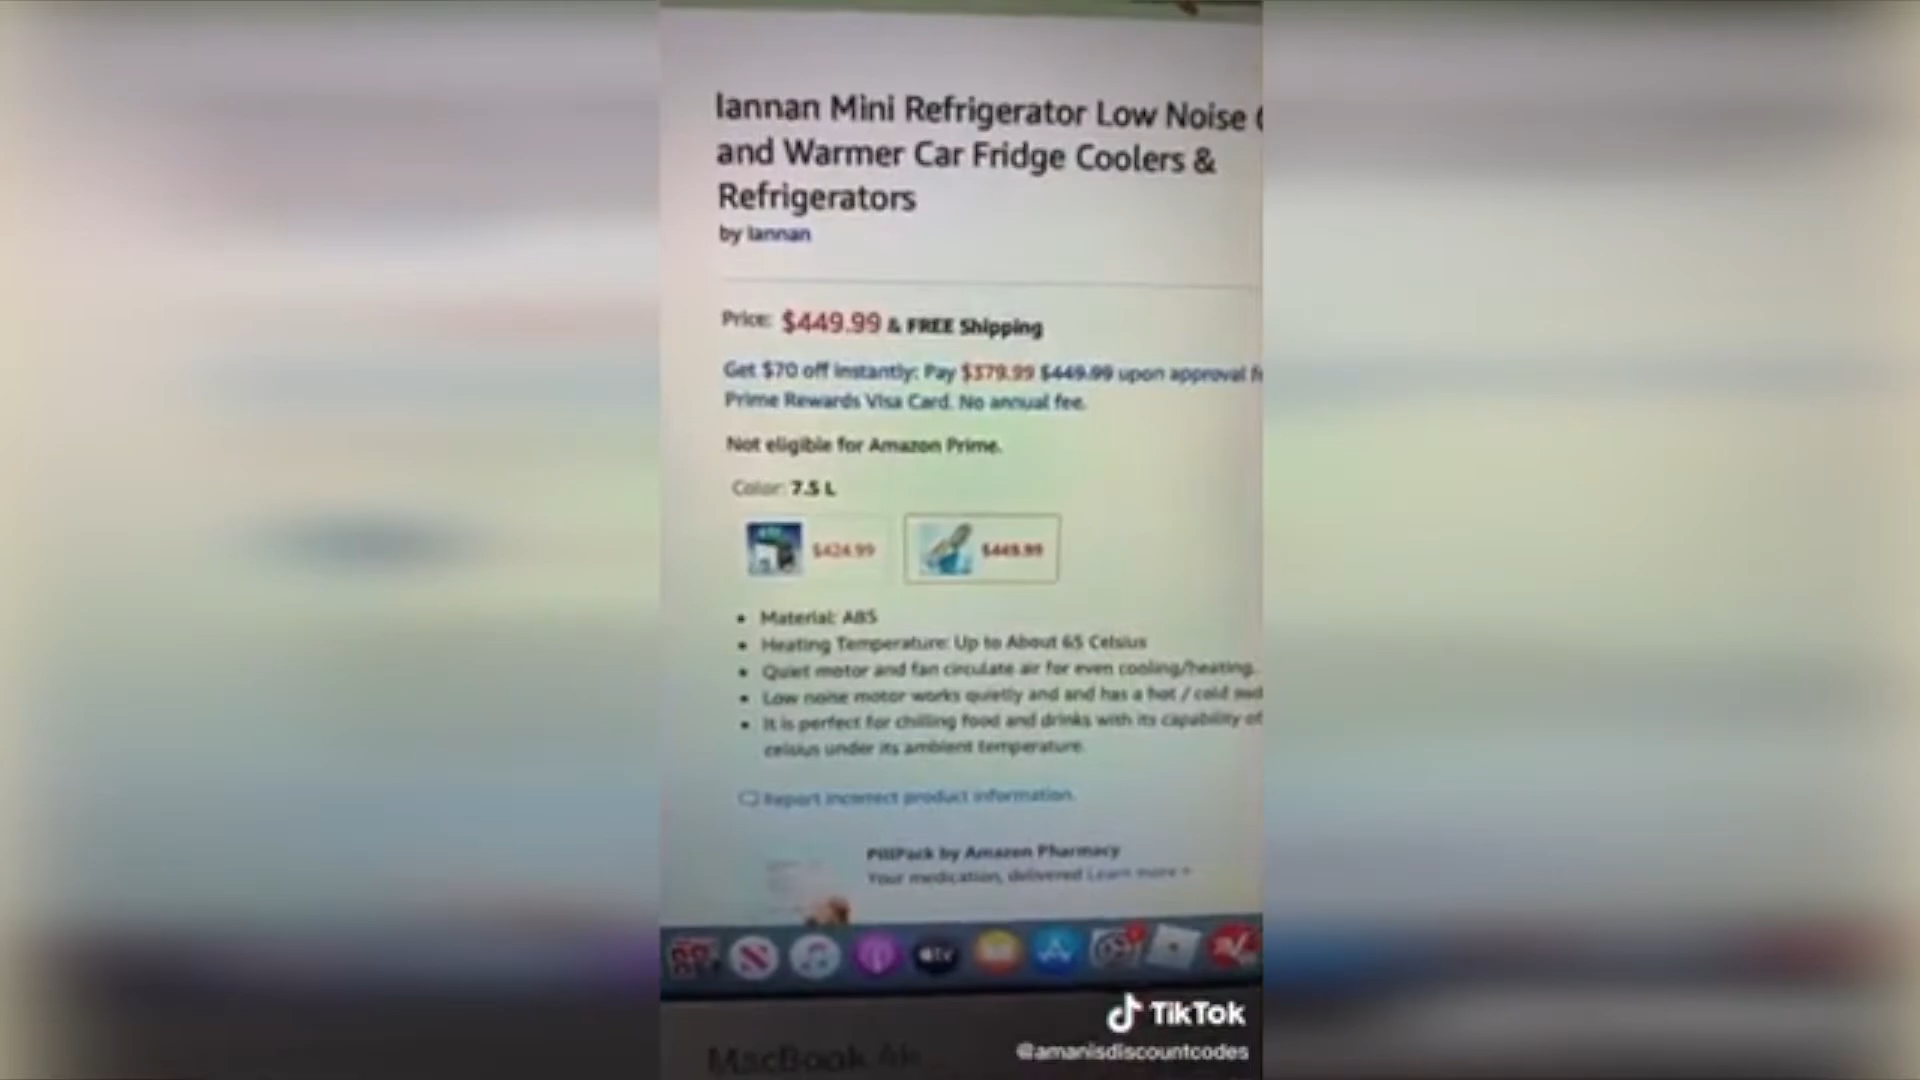 Iannan Mini Refrigerator Low Noise
and Warmer Car Fridge Coolers &
Refrigerators
by Iannan
Price: $449.99 & FREE Shipping
Get $70 off instantly: Pay $379.99 $449.99 upon approval
Prime Rewards Visa Card. No annual fee.
Not eligible for Amazon Prime.
Color: 7.5 L
$424.99 $449.99
• Material: ABS
• Heating Temperature: Up to About 65 Celsius
• Quiet motor and fan circulate air for even cooling/heating.
• Low noise motor works quietly and and has a hot / cold
• It is perfect for chilling food and drinks with its capability of
celsius under its ambient temperature.
Report incorrect product information.
PillPack by Amazon Pharmacy
Your medication, delivered Learn more
tv
TikTok
MacBook Air
@amanisdiscountcodes